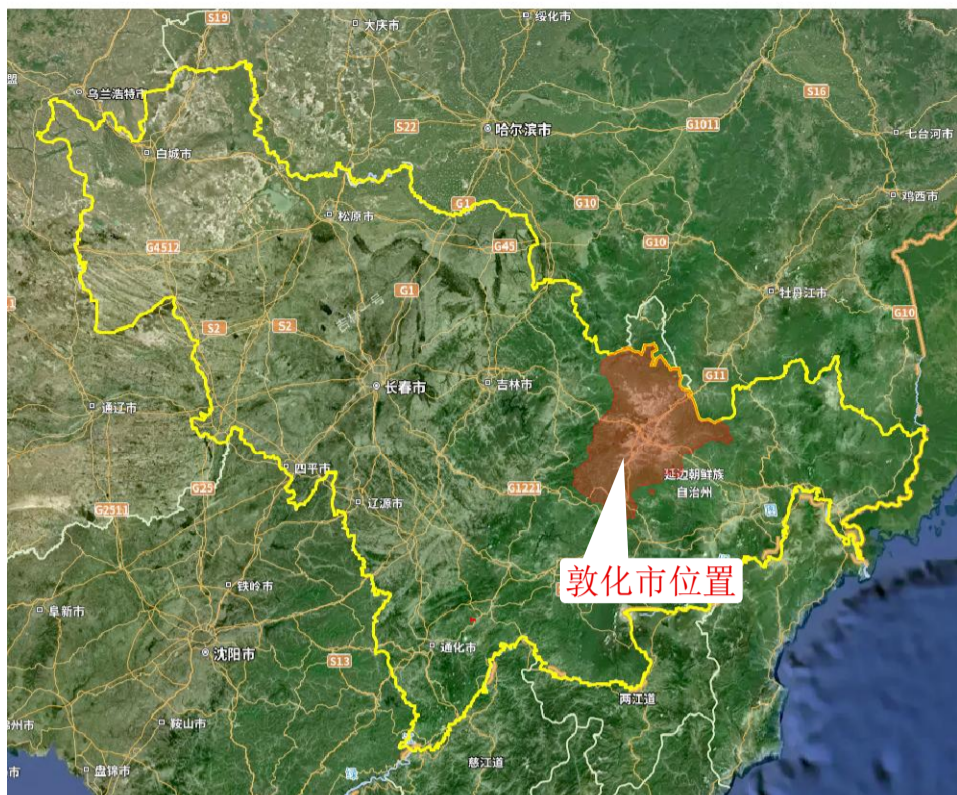 S19
大庆市
绥化市
盟
乌兰浩特市
S16
S22
哈尔滨市
G1011
七台河市
白城市
鸡西市
G1
G10
松原市
G4512
G45
G10
G1
牡丹江市
G10
S2
S2
G11
长春市
吉林市
通辽市
四平市
延边朝鲜族
自治州
G25
辽源市
G1221
G2511
敦化市位置
铁岭市
阜新市
沈阳市
通化市
S13
两江道
鞍山市
锦州市
慈江道
盘锦市
市